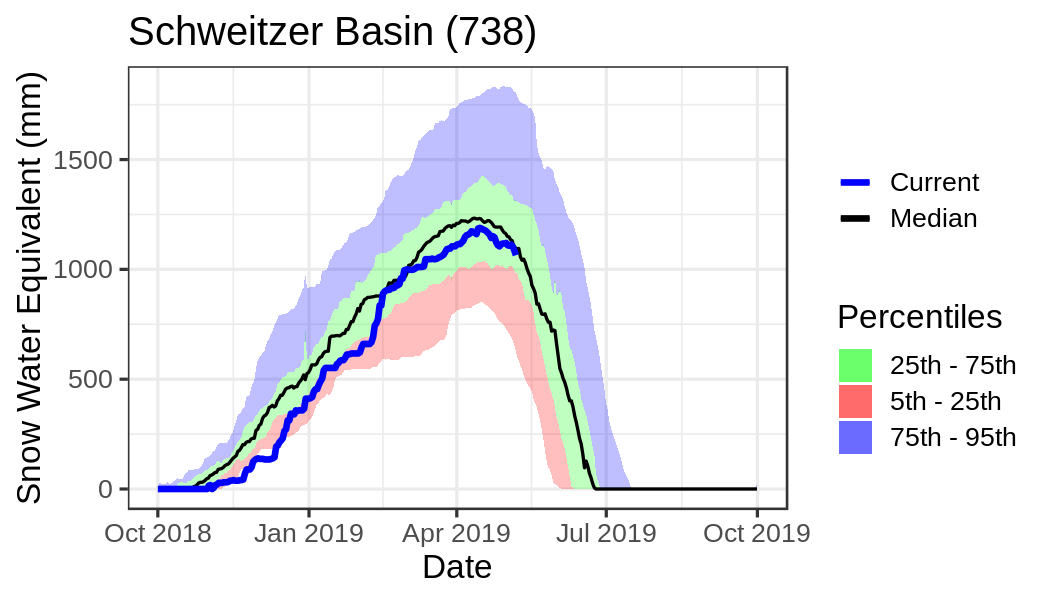 Schweitzer Basin (738)
Snow Water Equivalent (mm)
1500
1000
500
0
Oct 2018
Jan 2019
Apr 2019
Jul 2019
Oct 2019
Date
Current
Median
Percentiles
25th - 75th
5th - 25th
75th - 95th